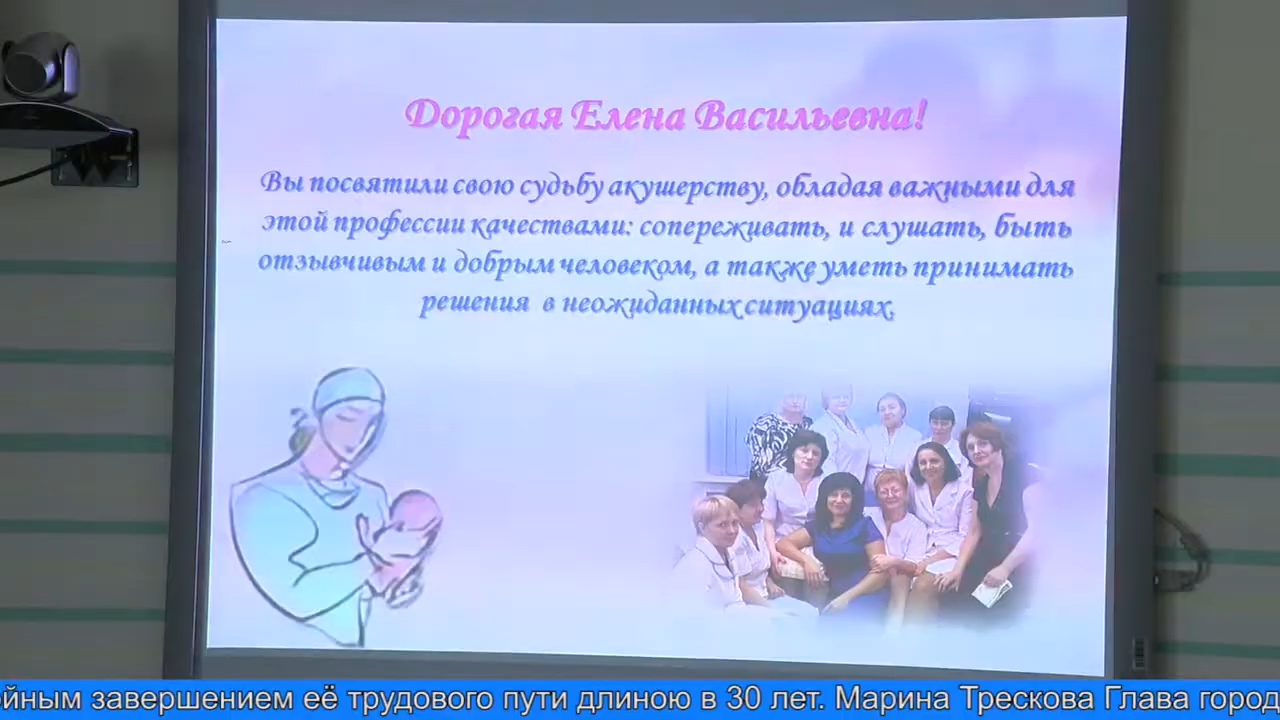 Дорогая Елена Васильевна!
Вы посвятили свою судьбу акушерству, обладая важными для
этой профессии качествами: сопереживать, и слушать, быть
отзывчивым и добрым человеком, а также уметь принимать
решения в неожиданных ситуациях.
йным завершением её трудового пути длиною в 30 лет. Марина Трескова Глава город